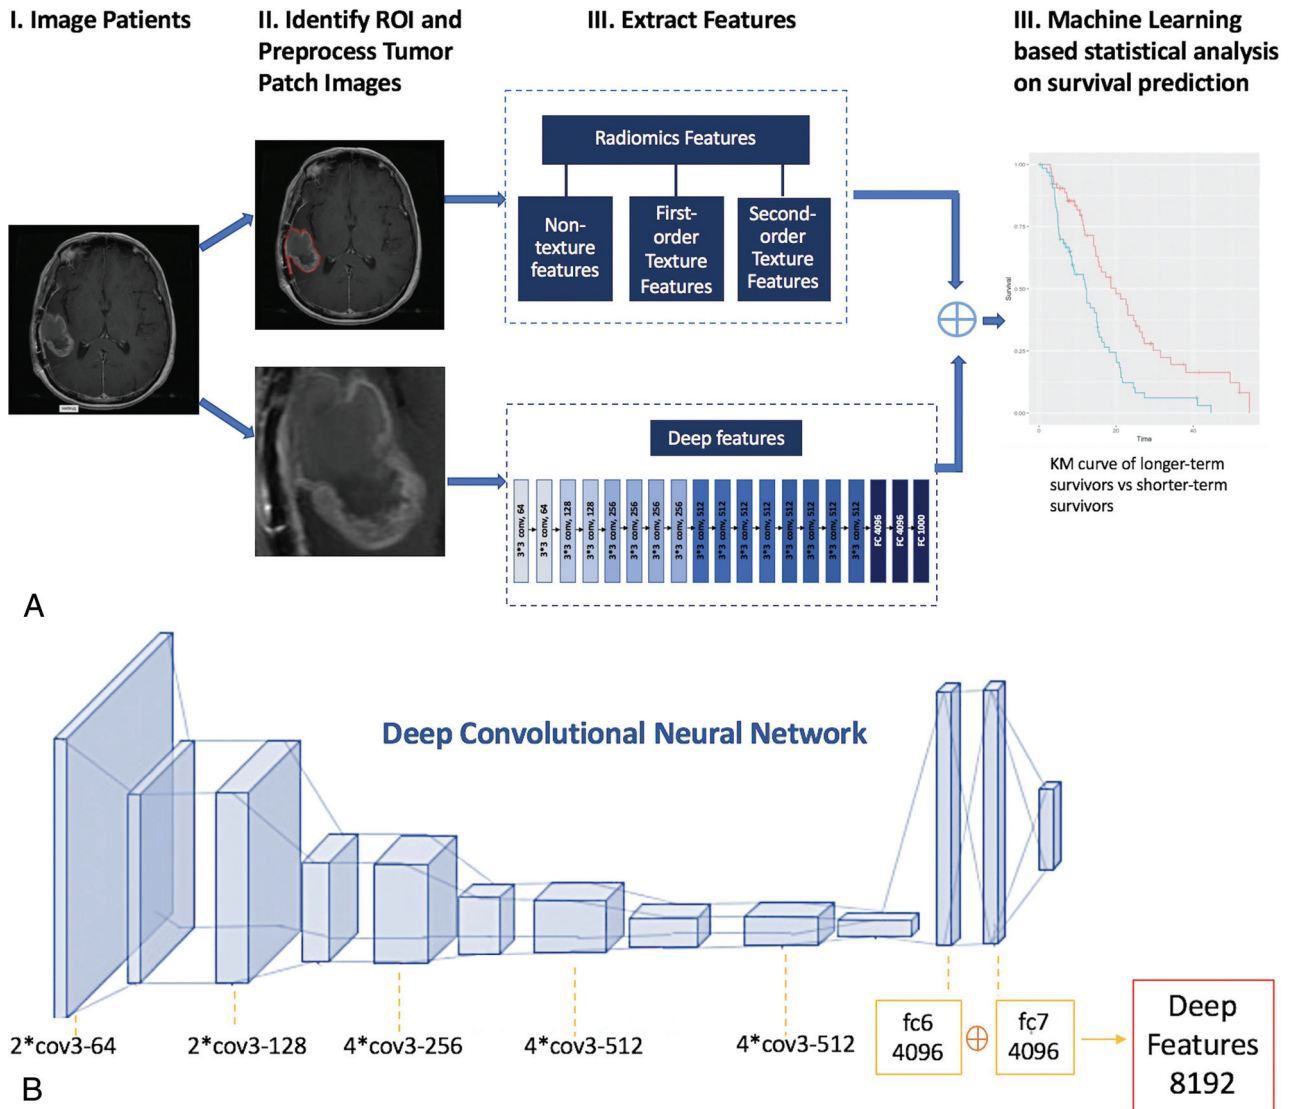 I. Image Patients
II. Identify ROI and
Preprocess Tumor
Patch Images
III. Extract Features
III. Machine Learning
based statistical analysis
on survival prediction
Radiomics Features
Non-
texture
features
First-
order
Texture
Features
Second-
order
Texture
Features
Deep features
3*3 conv, 64
3*3 conv, 64
3*3 conv, 128
3*3 conv, 128
3*3 conv, 256
3*3 conv, 256
3*3 conv, 256
3*3 conv, 256
3*3 conv, 512
3*3 conv, 512
3*3 conv, 512
3*3 conv, 512
3*3 conv, 512
3*3 conv, 512
3*3 conv, 512
3*3 conv, 512
FC 4096
FC 4096
FC 1000
1.00
0.75
0.50
0.25
0.00
Survival
0
20
40
Time
KM curve of longer-term
survivors vs shorter-term
survivors
A
Deep Convolutional Neural Network
2*cov3-64
2*cov3-128
4*cov3-256
4*cov3-512
4*cov3-512
fc6
4096
fc7
4096
Deep
Features
8192
B